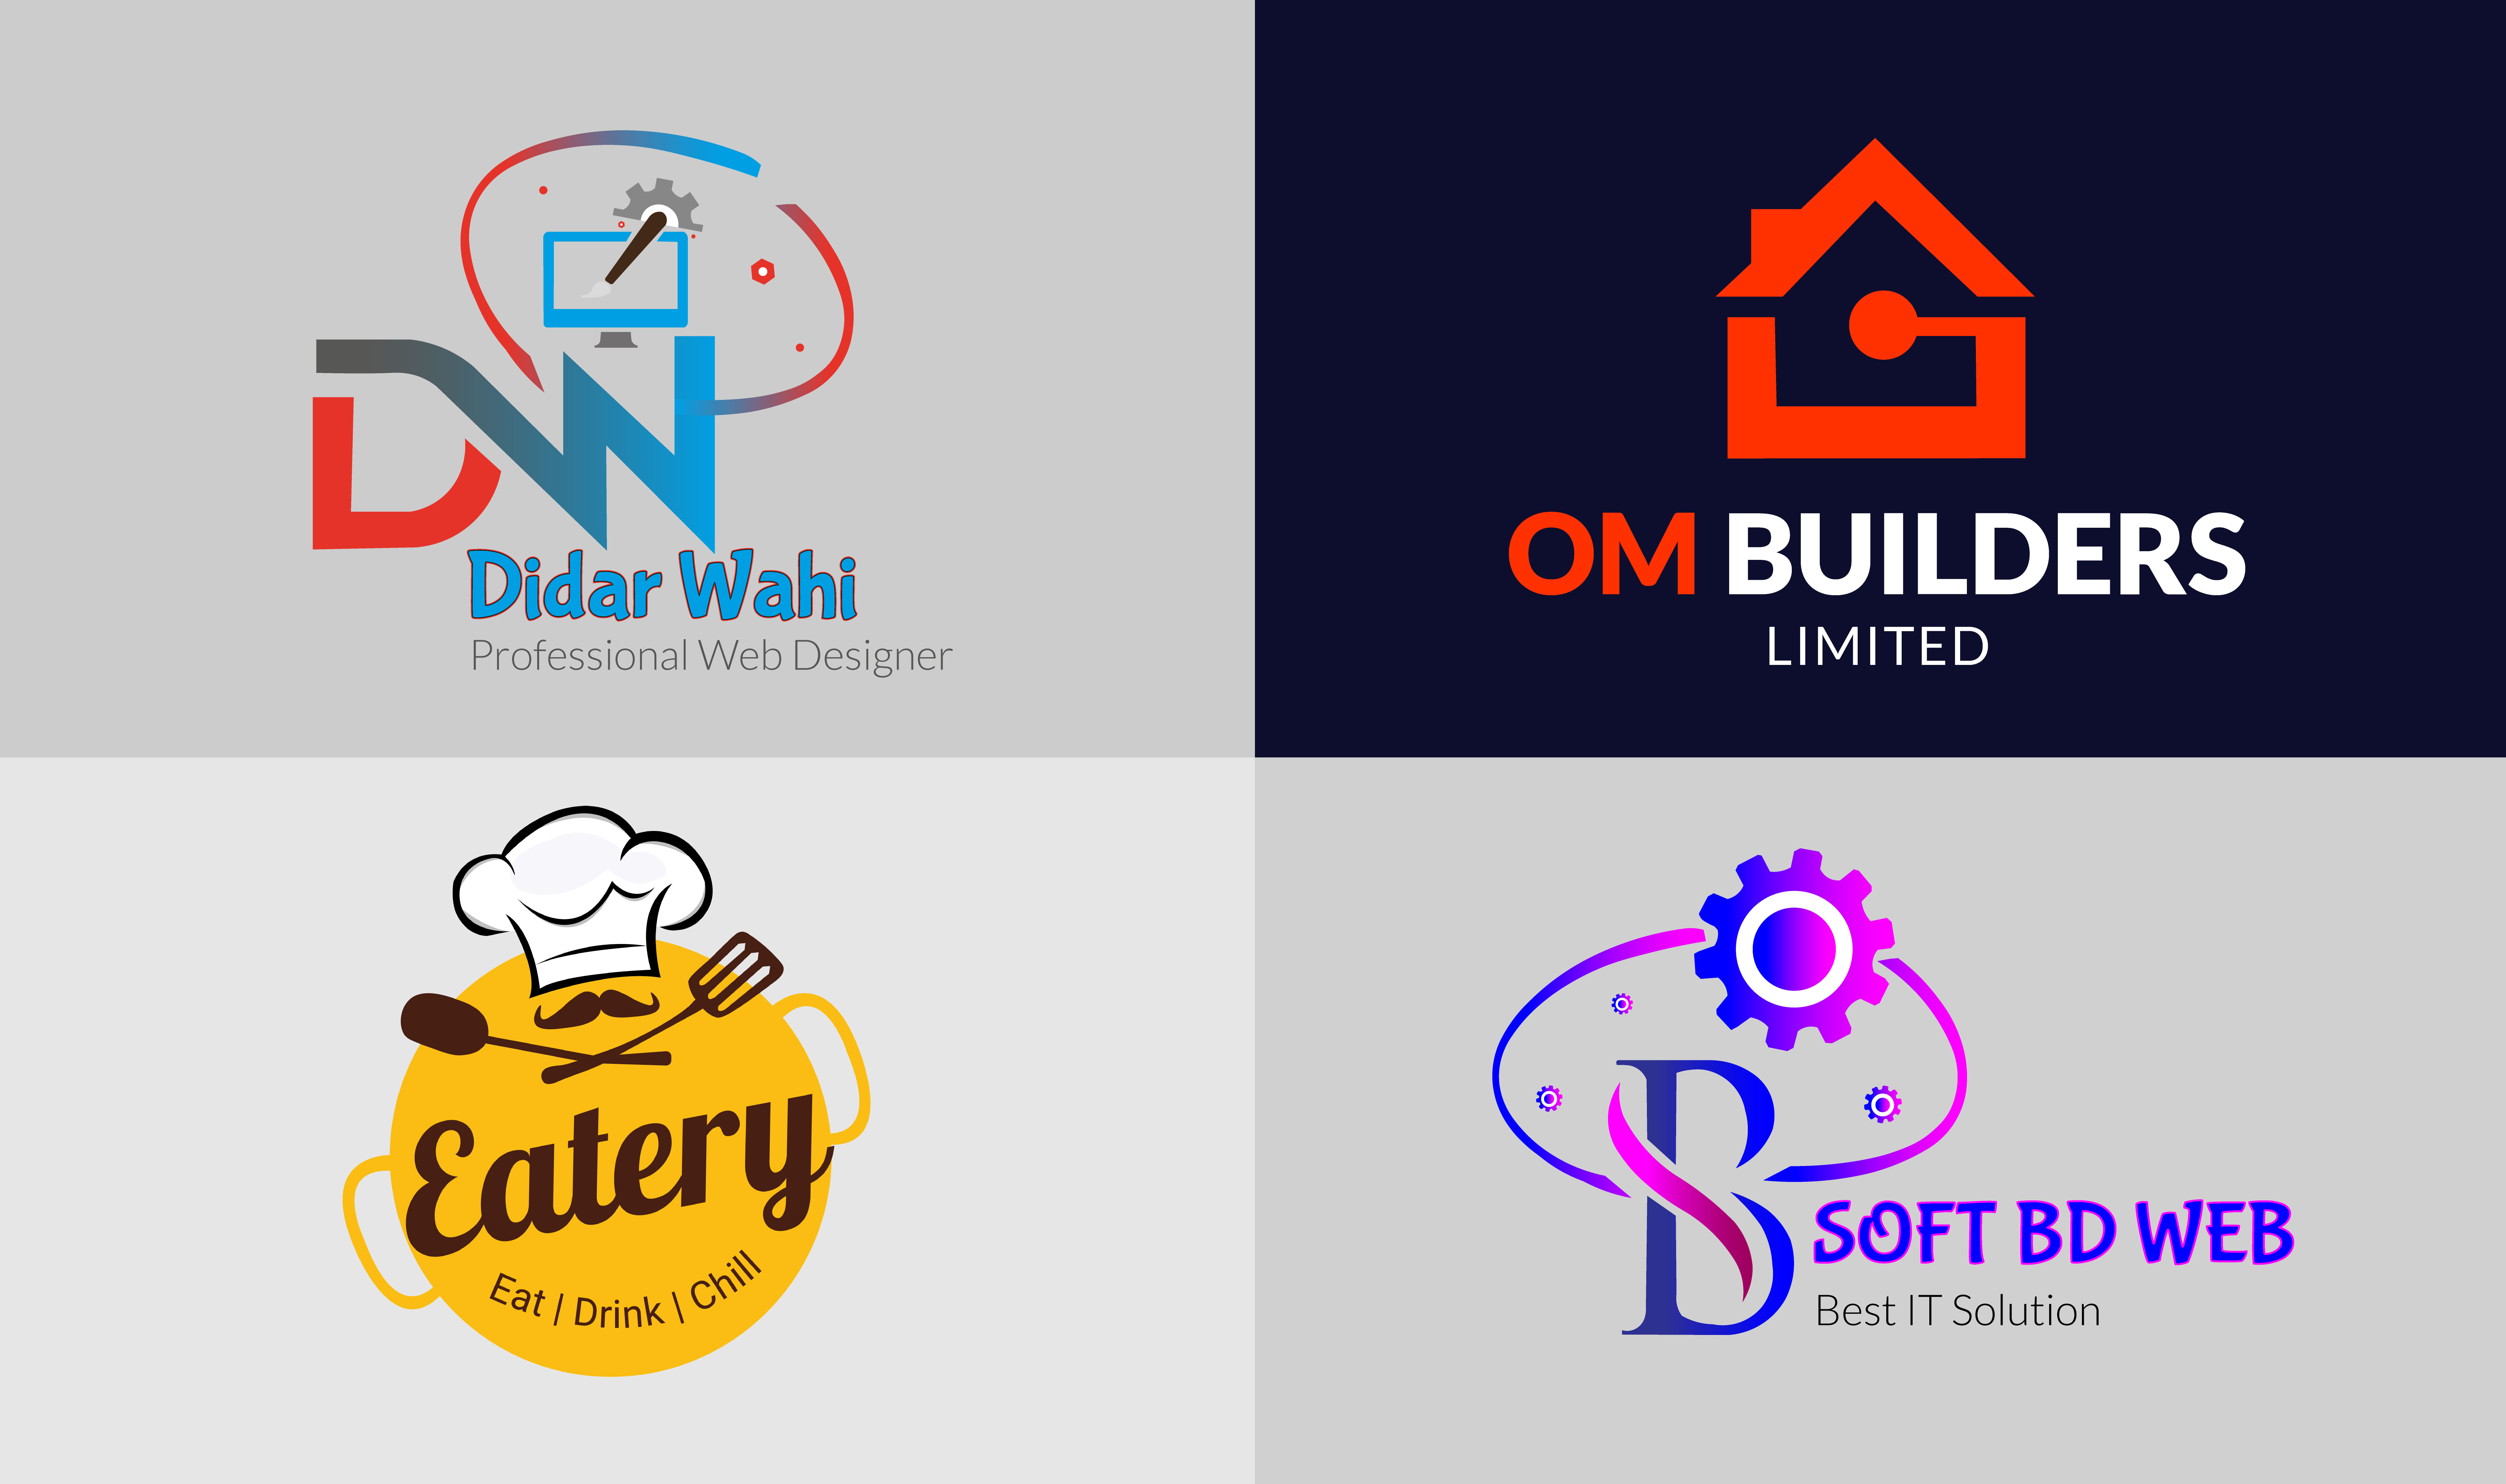 DW
Didar Wahi
Professional Web Designer
OM BUILDERS
LIMITED
Eatery
Eat / Drink \ Chill
B
SOFT BD WEB
Best IT Solution